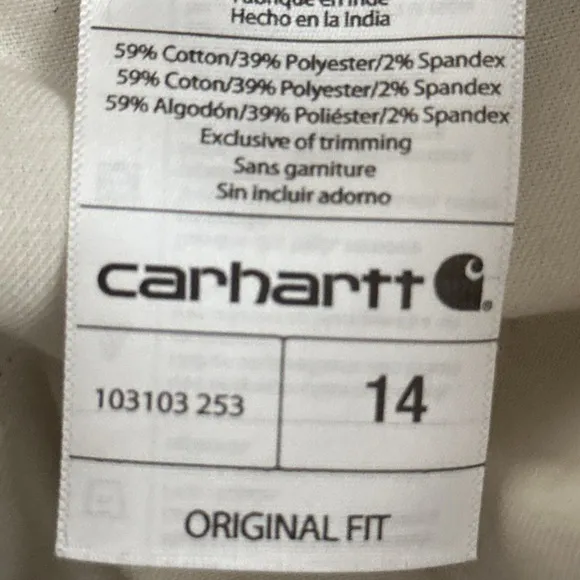 Hecho en la India
59% Cotton/39% Polyester/2% Spandex
59% Coton/39% Polyester/2% Spandex
59% Algodón/39% Poliéster/2% Spandex
Exclusive of trimming
Sans garniture
Sin incluir adorno
carhartt
103103 253
14
ORIGINAL FIT